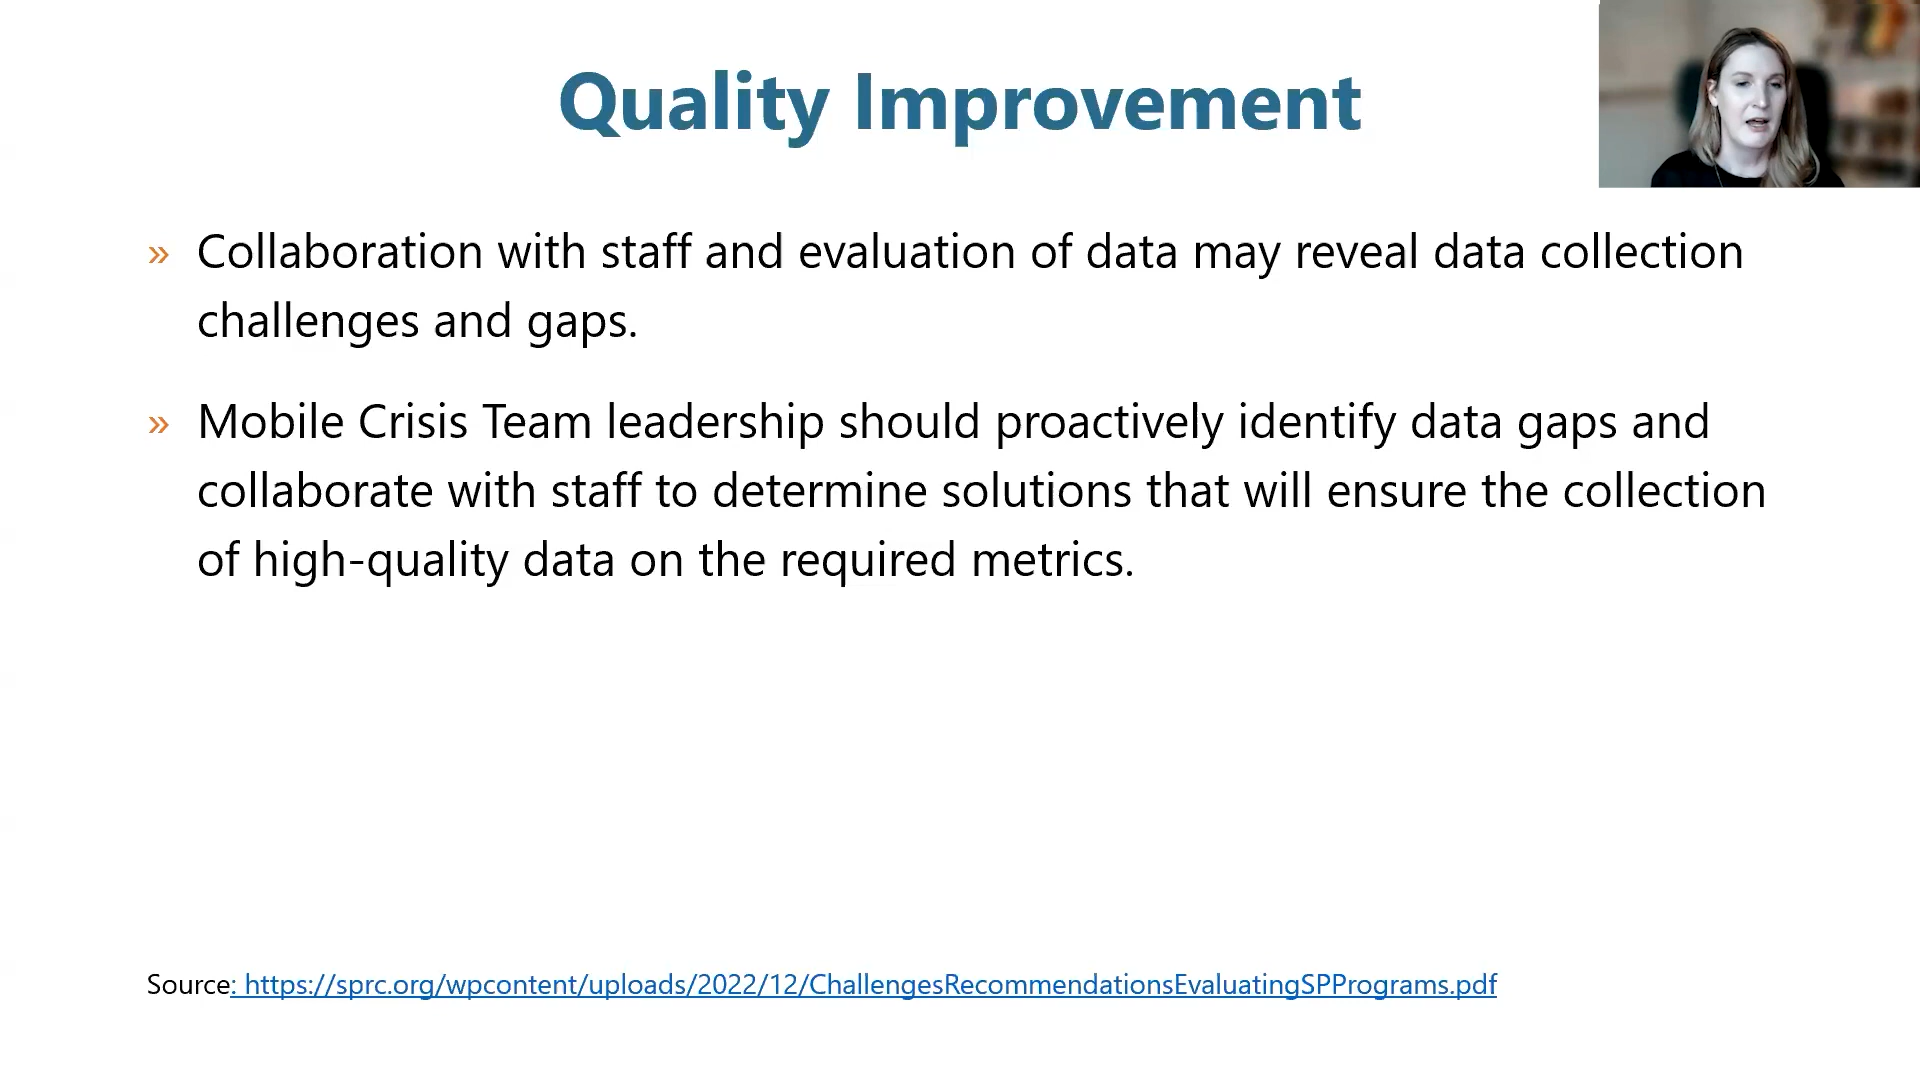 Quality Improvement
» Collaboration with staff and evaluation of data may reveal data collection
challenges and gaps.
» Mobile Crisis Team leadership should proactively identify data gaps and
collaborate with staff to determine solutions that will ensure the collection
of high-quality data on the required metrics.
Source: https://sprc.org/wpcontent/uploads/2022/12/ChallengesRecommendationsEvaluatingSPPrograms.pdf